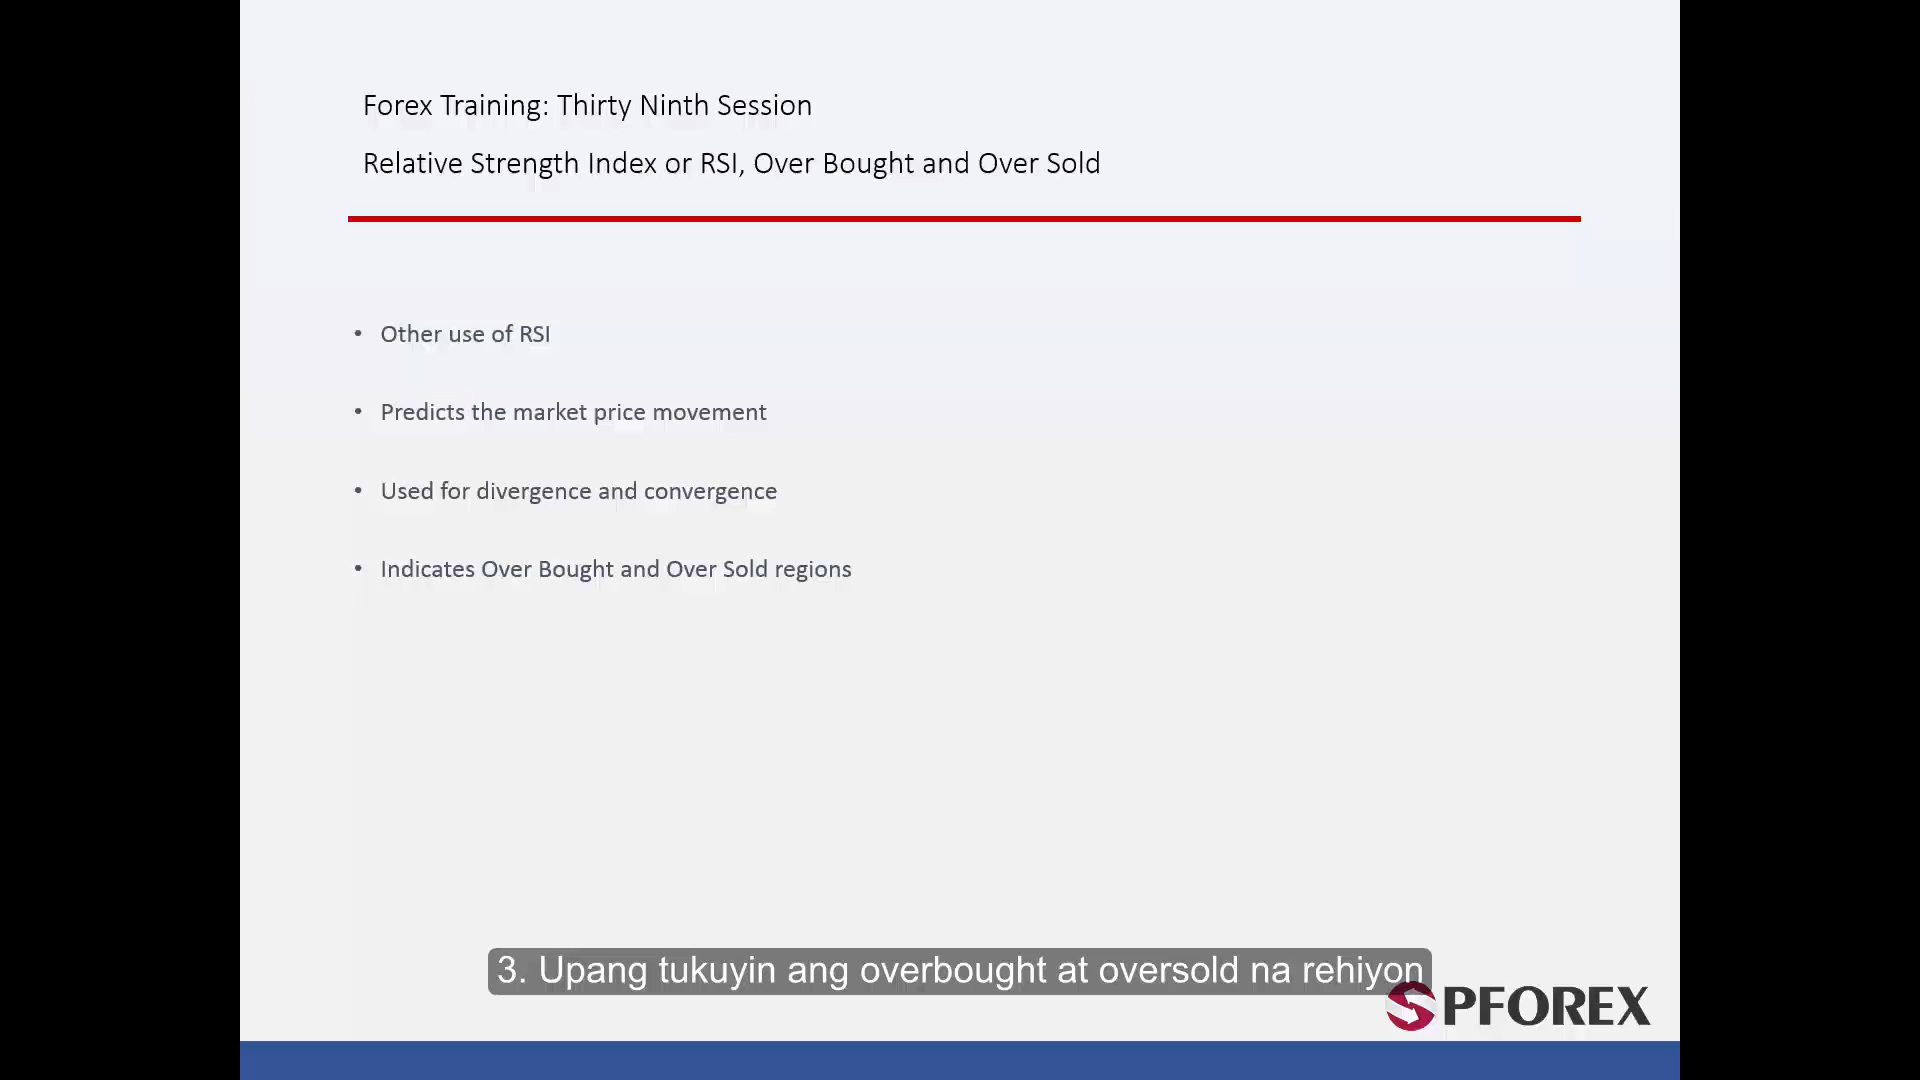 Forex Training: Thirty Ninth Session
Relative Strength Index or RSI, Over Bought and Over Sold
• Other use of RSI
• Predicts the market price movement
• Used for divergence and convergence
• Indicates Over Bought and Over Sold regions
3. Upang tukuyin ang overbought at oversold na rehiyon
SPFOREX